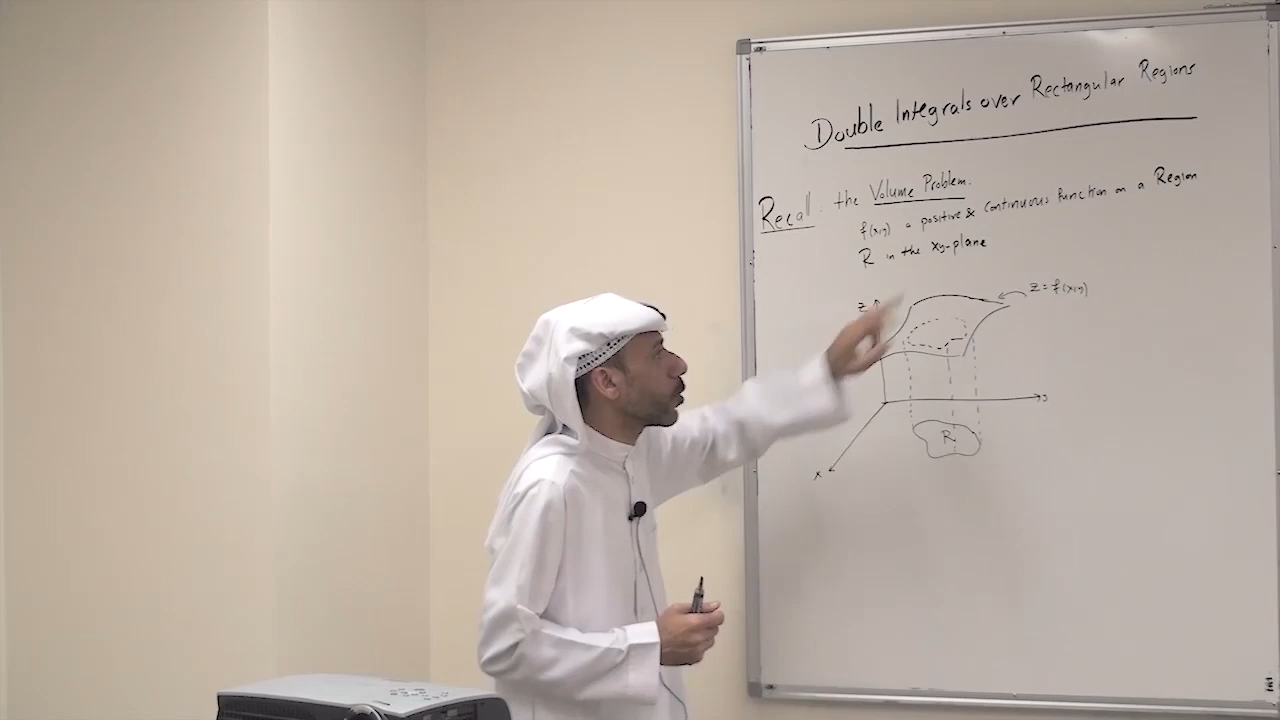 Double Integrals over Rectangular Regions
Recall: the Volume Problem.
f(x,y) a positive & continuous function on a Region
R in the xy-plane
z = f(x,y)
z
y
R
x